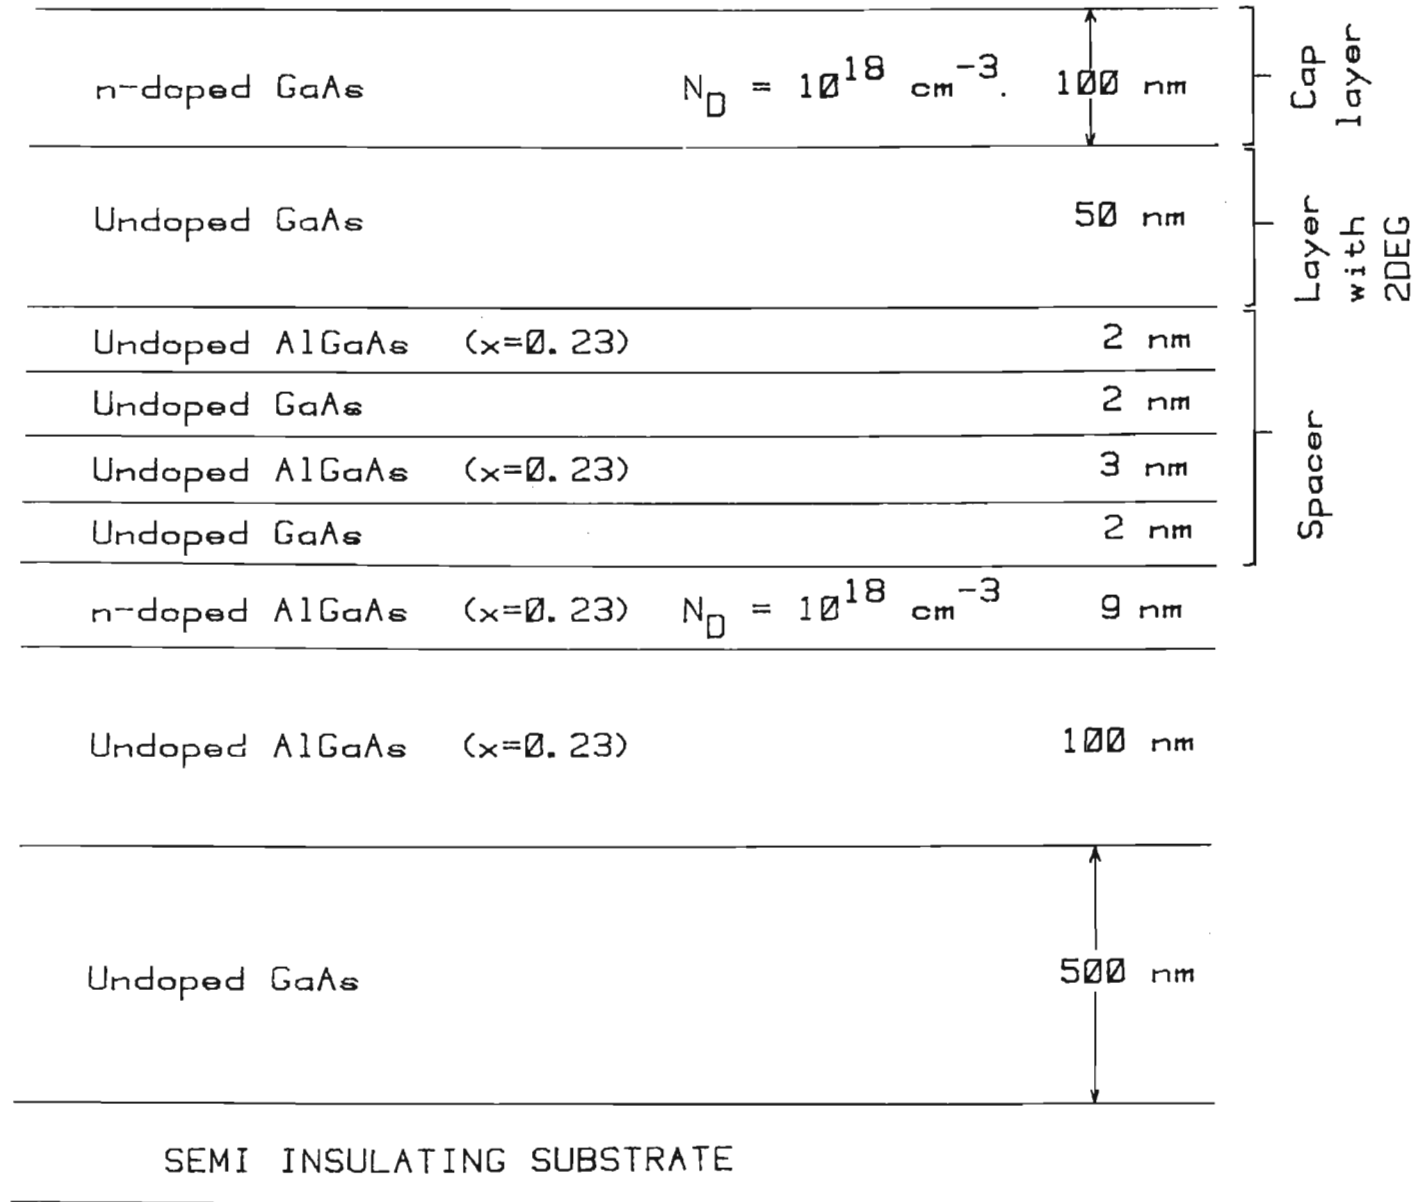 n-doped GaAs N_D = 10^18 cm^-3. 100 nm
Cap layer
Undoped GaAs 50 nm
Layer with 2DEG
Undoped AlGaAs (x=0.23) 2 nm
Undoped GaAs 2 nm
Undoped AlGaAs (x=0.23) 3 nm
Undoped GaAs 2 nm
Spacer
n-doped AlGaAs (x=0.23) N_D = 10^18 cm^-3 9 nm
Undoped AlGaAs (x=0.23) 100 nm
Undoped GaAs 500 nm
SEMI INSULATING SUBSTRATE